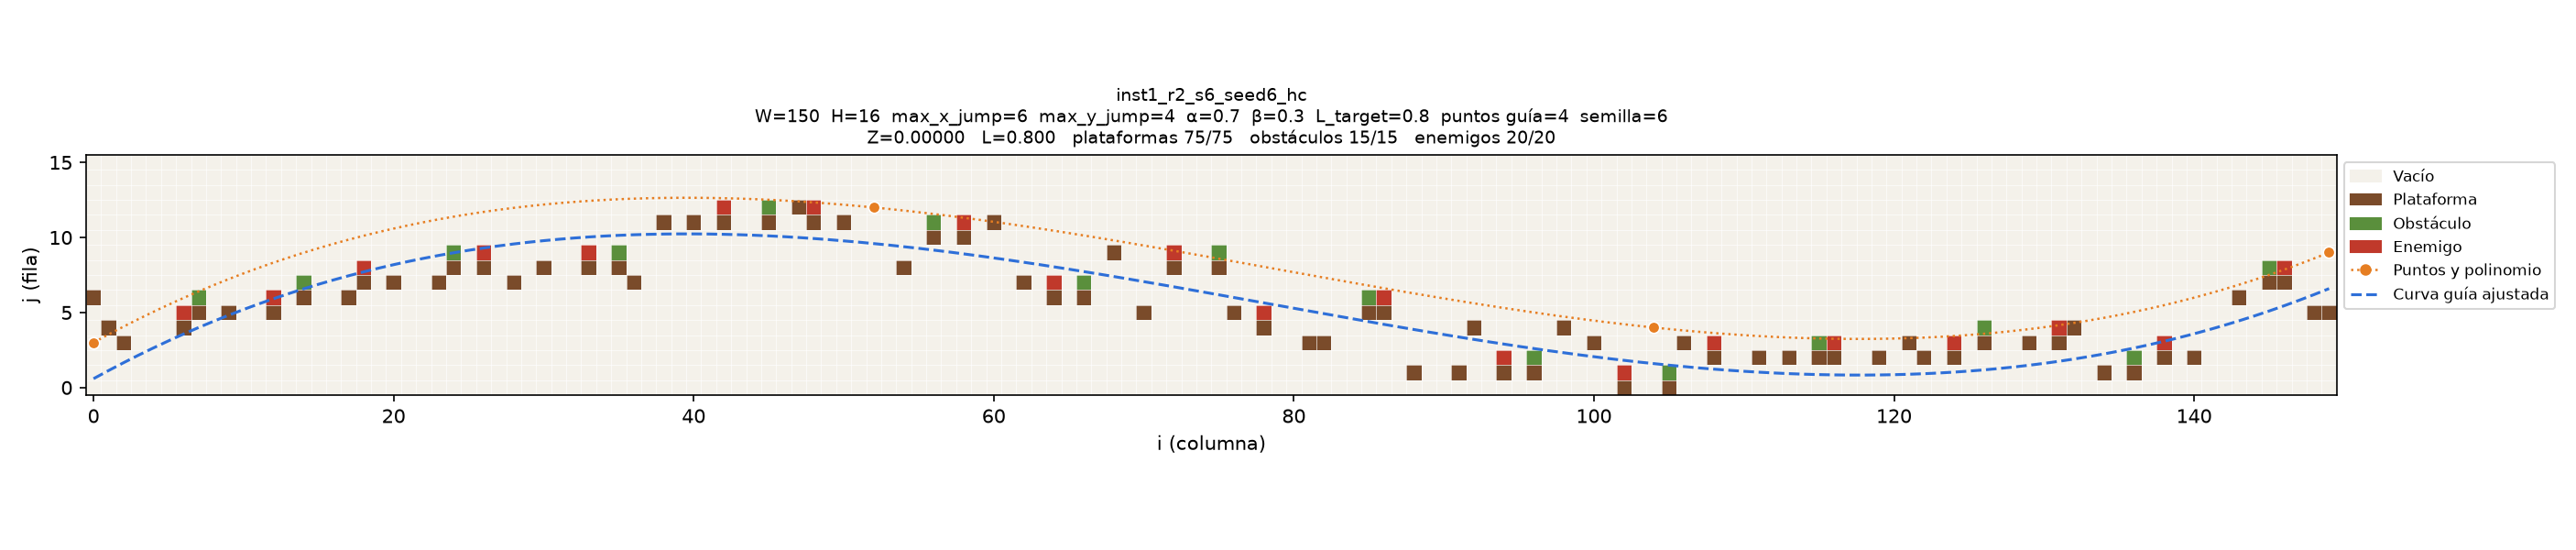 inst1_r2_s6_seed6_hc
W=150 H=16 max_x_jump=6 max_y_jump=4 α=0.7 β=0.3 L_target=0.8 puntos guía=4 semilla=6
Z=0.00000 L=0.800 plataformas 75/75 obstáculos 15/15 enemigos 20/20
15
10
5
0
j (fila)
0 20 40 60 80 100 120 140
i (columna)
Vacío
Plataforma
Obstáculo
Enemigo
Puntos y polinomio
Curva guía ajustada